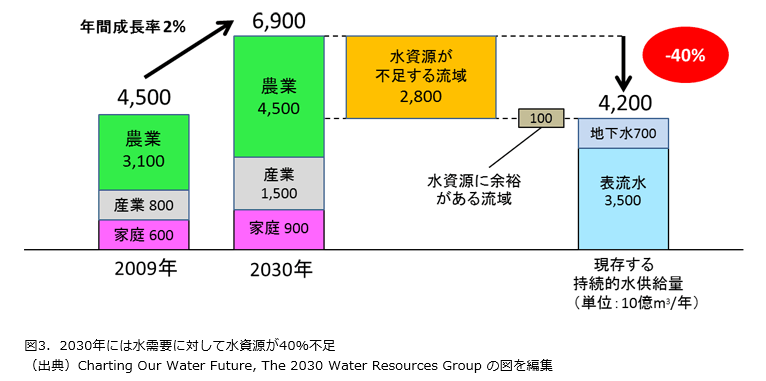 年間成長率2%
6,900
-40%
4,500
農業
3,100
産業 800
家庭 600
2009年
農業
4,500
産業
1,500
家庭 900
2030年
水資源が
不足する流域
2,800
100
水資源に余裕
がある流域
4,200
地下水700
表流水
3,500
現存する
持続的水供給量
（単位：10億m³/年）
図3．2030年には水需要に対して水資源が40%不足
（出典）Charting Our Water Future, The 2030 Water Resources Group の図を編集